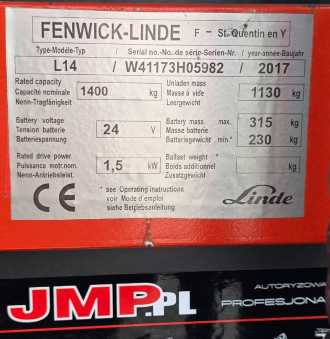 FENWICK-LINDE F - St. Quentin en Y
Type-Modèle-Typ / Serial no.-No-de série-Serien-Nr. / year-année-Baujahr
L14 / W41173H05982 / 2017
Rated capacity Unladen mass
Capacité nominale 1400 kg Masse à vide 1130 kg
Nenn-Tragfähigkeit Leergewicht
Battery voltage Battery mass max.* 315 kg
Tension batterie 24 V Masse batterie
Batteriespannung Batteriegewicht min* 230 kg
Rated drive power Ballast weight *
Puissance motr.nom. 1,5 kW Poids additionnel kg
Nenn-Antriebsleist. Zusatzgewicht
CE * see Operating instructions Linde
voir Mode d'emploi
siehe Betriebsanleitung
JMP.PL AUTORYZOWA
PROFESJONA